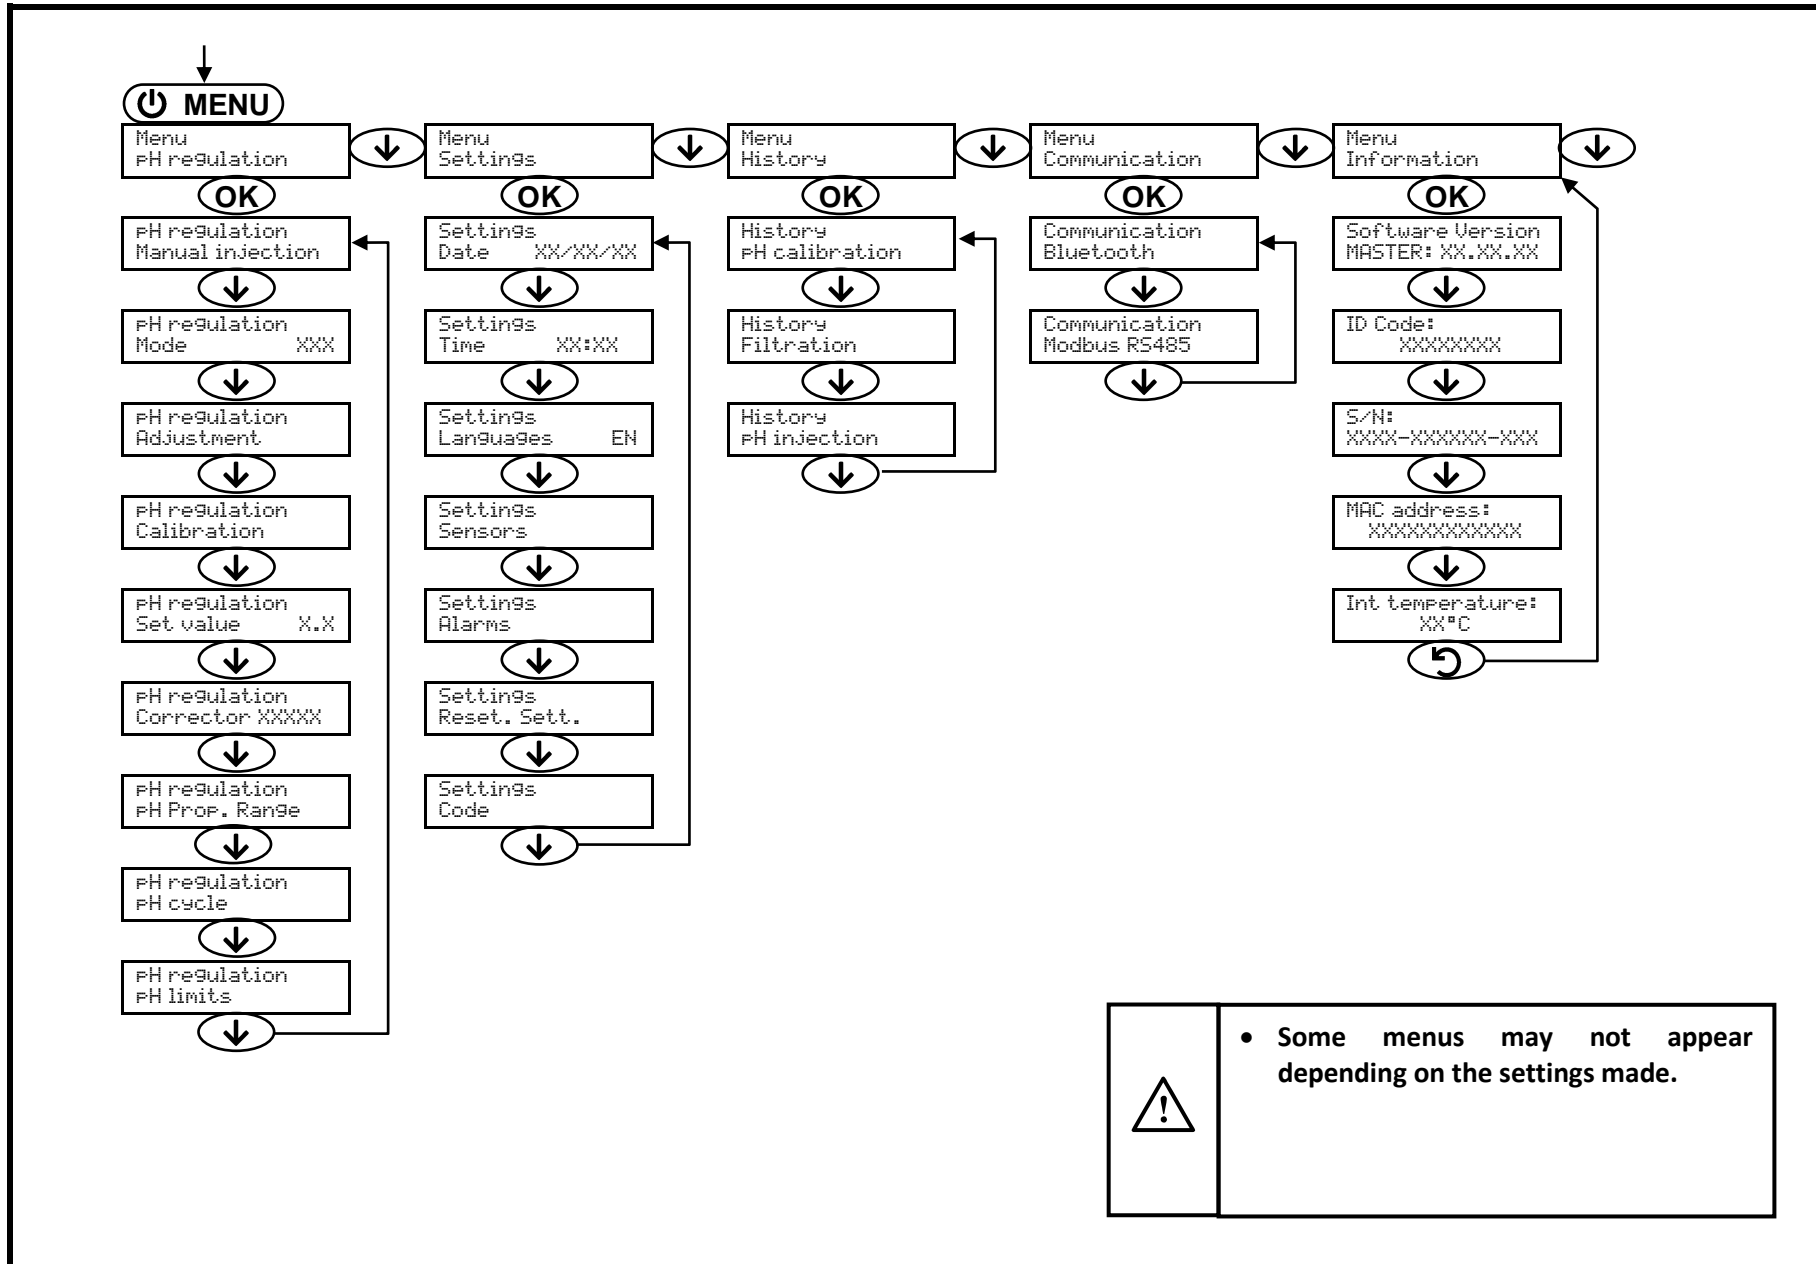 MENU
Menu
pH regulation
OK
pH regulation
Manual injection
pH regulation
Mode XXX
pH regulation
Adjustment
pH regulation
Calibration
pH regulation
Set value X.X
pH regulation
Corrector XXXXX
pH regulation
pH Prop. Range
pH regulation
pH cycle
pH regulation
pH limits
Menu
Settings
OK
Settings
Date XX/XX/XX
Settings
Time XX:XX
Settings
Languages EN
Settings
Sensors
Settings
Alarms
Settings
Reset. Sett.
Settings
Code
Menu
History
OK
History
pH calibration
History
Filtration
History
pH injection
Menu
Communication
OK
Communication
Bluetooth
Communication
Modbus RS485
Menu
Information
OK
Software Version
MASTER: XX.XX.XX
ID Code:
XXXXXXXX
S/N:
XXXX-XXXXXX-XXX
MAC address:
XXXXXXXXXXXX
Int temperature:
XX°C
• Some menus may not appear
depending on the settings made.